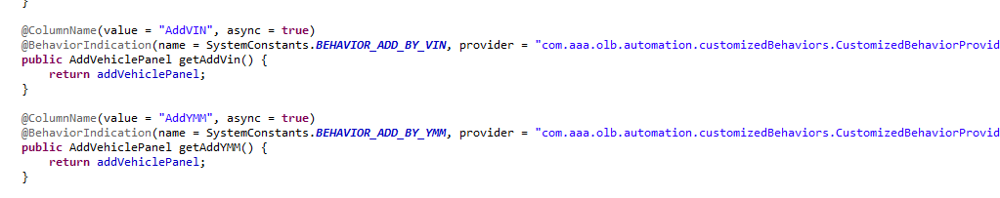 }
@ColumnName(value = "AddVIN", async = true)
@BehaviorIndication(name = SystemConstants.BEHAVIOR_ADD_BY_VIN, provider = "com.aaa.olb.automation.customizedBehaviors.CustomizedBehaviorProvid
public AddVehiclePanel getAddVin() {
return addVehiclePanel;
}
@ColumnName(value = "AddYMM", async = true)
@BehaviorIndication(name = SystemConstants.BEHAVIOR_ADD_BY_YMM, provider = "com.aaa.olb.automation.customizedBehaviors.CustomizedBehaviorProvid
public AddVehiclePanel getAddYMM() {
return addVehiclePanel;
}